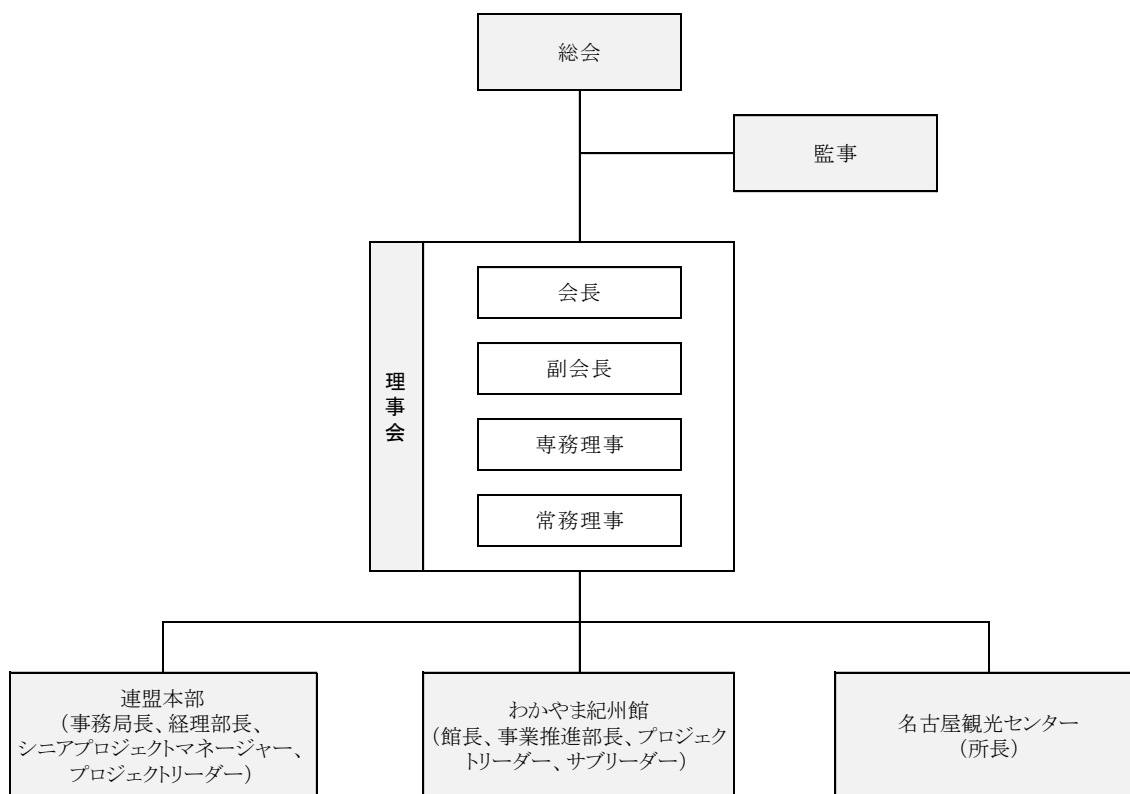 総会
監事
理事会
会長
副会長
専務理事
常務理事
連盟本部
(事務局長、経理部長、
シニアプロジェクトマネージャー、
プロジェクトリーダー)
わかやま紀州館
(館長、事業推進部長、プロジェク
トリーダー、サブリーダー)
名古屋観光センター
(所長)